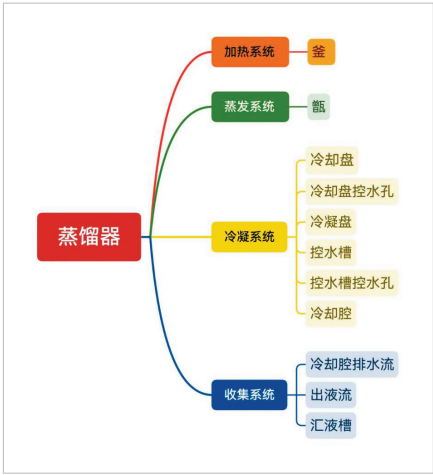 加热系统
釜
蒸发系统
甑
蒸馏器
冷凝系统
冷却盘
冷却盘控水孔
冷凝盘
控水槽
控水槽控水孔
冷却腔
收集系统
冷却腔排水流
出液流
汇液槽